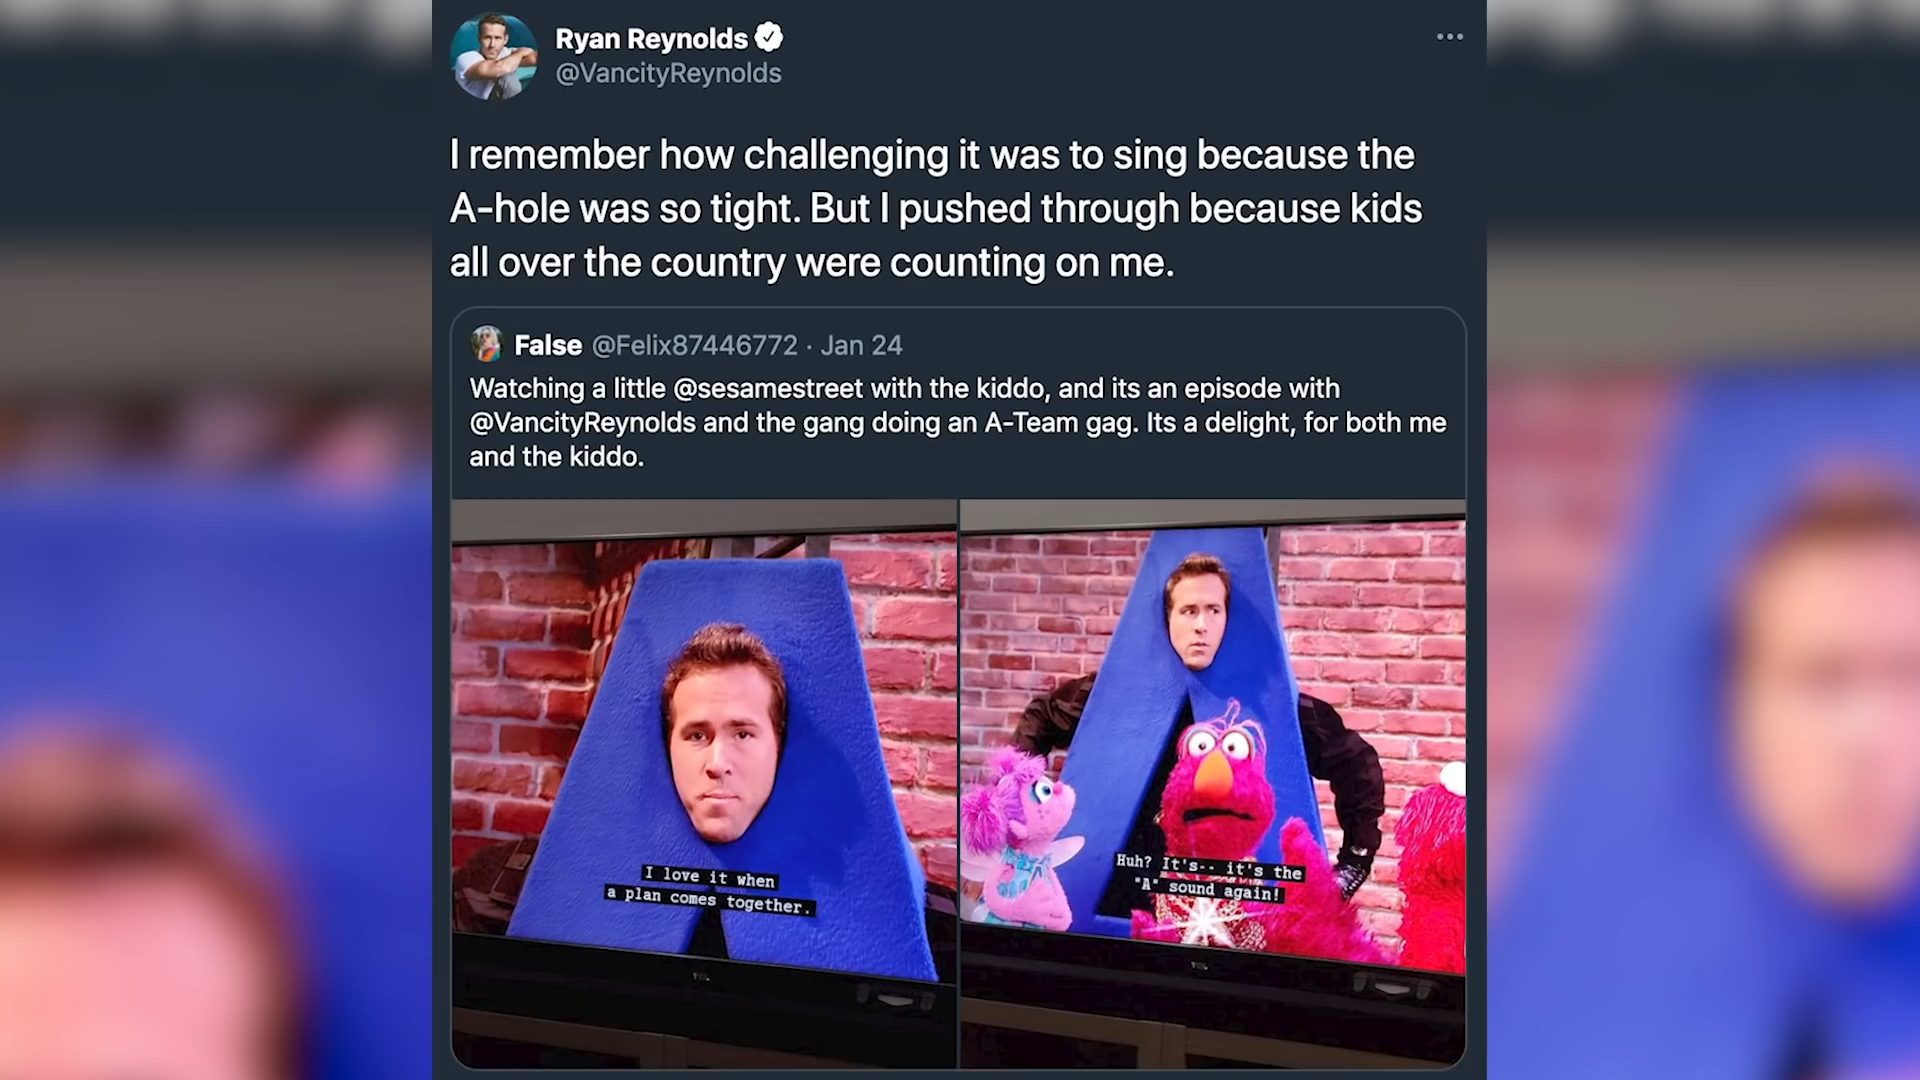 Ryan Reynolds
@VancityReynolds
I remember how challenging it was to sing because the
A-hole was so tight. But I pushed through because kids
all over the country were counting on me.
False @Felix87446772 · Jan 24
Watching a little @sesamestreet with the kiddo, and its an episode with
@VancityReynolds and the gang doing an A-Team gag. Its a delight, for both me
and the kiddo.
I love it when
a plan comes together.
TCL
Huh? It's-- it's the
"A" sound again!
TCL